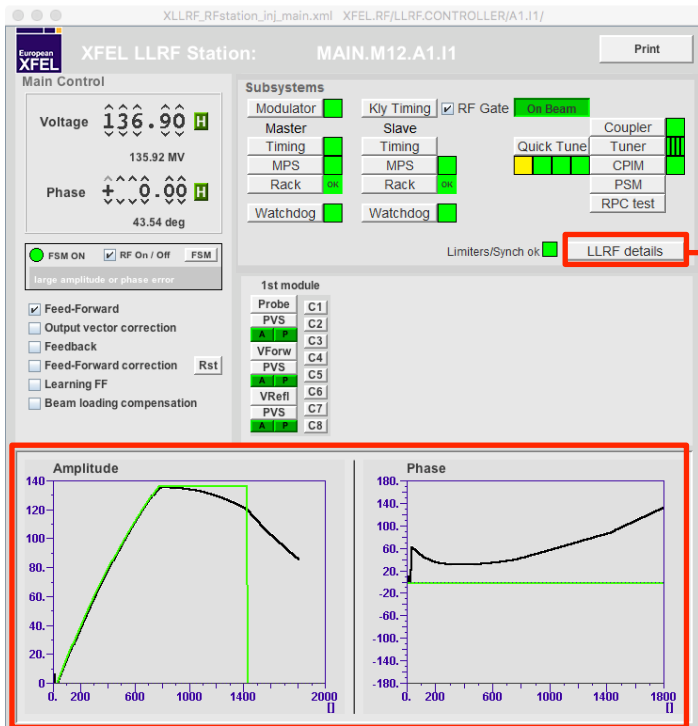 XLLRF_RFstation_inj_main.xml XFEL.RF/LLRF.CONTROLLER/A1.I1/
European
XFEL
XFEL LLRF Station: MAIN.M12.A1.I1
Print
Main Control
Voltage 136.90 H
135.92 MV
Phase + 0.00 H
43.54 deg
FSM ON RF On / Off FSM
large amplitude or phase error
Feed-Forward
Output vector correction
Feedback
Feed-Forward correction Rst
Learning FF
Beam loading compensation
Subsystems
Modulator Kly Timing RF Gate On Beam
Master Slave Coupler
Timing Timing Quick Tune Tuner
MPS MPS CPIM
Rack OK Rack OK PSM
RPC test
Watchdog Watchdog
Limiters/Synch ok LLRF details
1st module
Probe C1
PVS C2
A P C3
VForw C4
PVS C5
A P
VRefl C6
PVS C7
A P C8
Amplitude
140
120.
100.
80.
60.
40.
20.
0
0. 200 600 1000 1400 2000
[]
Phase
180.
140.
100.
60.
20.
-20.
-60.
-100.
-140.
-180.
0. 200 600 1000 1400 1800
[]